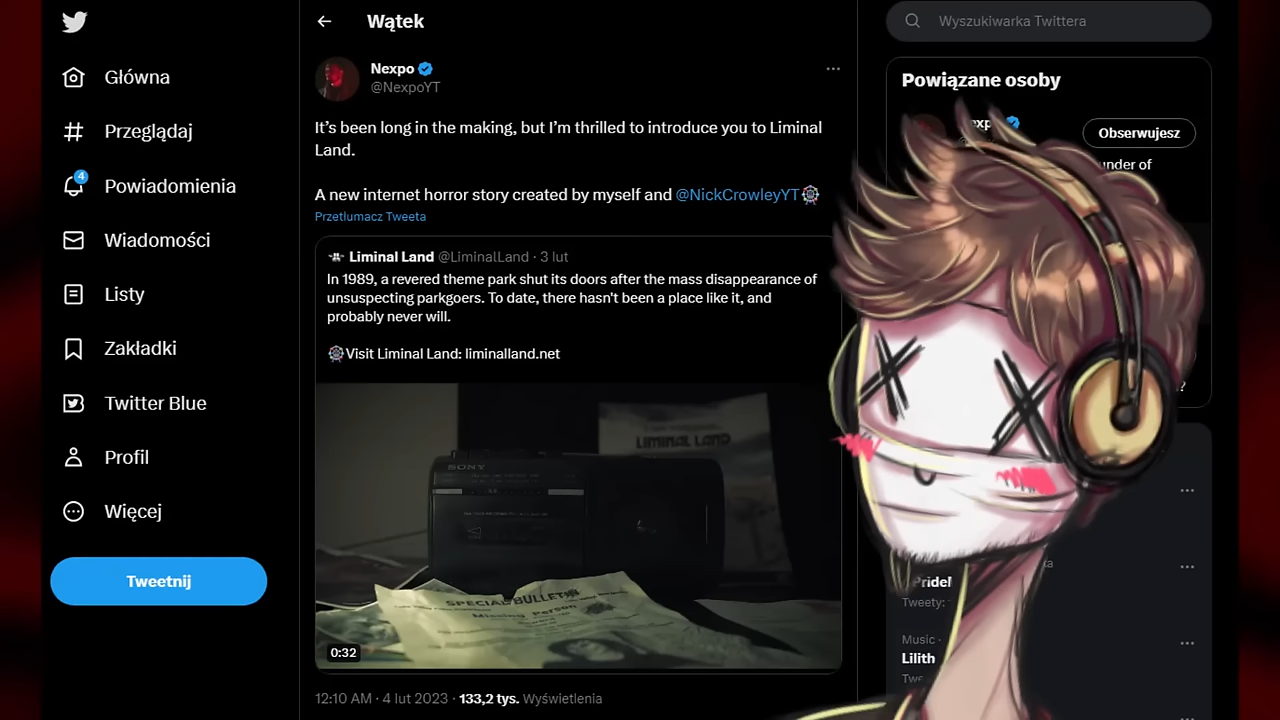 Główna
Przeglądaj
4
Powiadomienia
Wiadomości
Listy
Zakładki
Twitter Blue
Profil
Więcej
Tweetnij
Wątek
Nexpo
@NexpoYT
It’s been long in the making, but I’m thrilled to introduce you to Liminal
Land.
A new internet horror story created by myself and @NickCrowleyYT
Przetłumacz Tweeta
Liminal Land @LiminalLand · 3 lut
In 1989, a revered theme park shut its doors after the mass disappearance of
unsuspecting parkgoers. To date, there hasn't been a place like it, and
probably never will.
Visit Liminal Land: liminalland.net
LIMINAL LAND
SONY
SPECIAL BULLETIN
Missing Person
0:32
12:10 AM · 4 lut 2023 · 133,2 tys. Wyświetlenia
Wyszukiwarka Twittera
Powiązane osoby
Obserwujesz
Tweety:
Music ·
Lilith